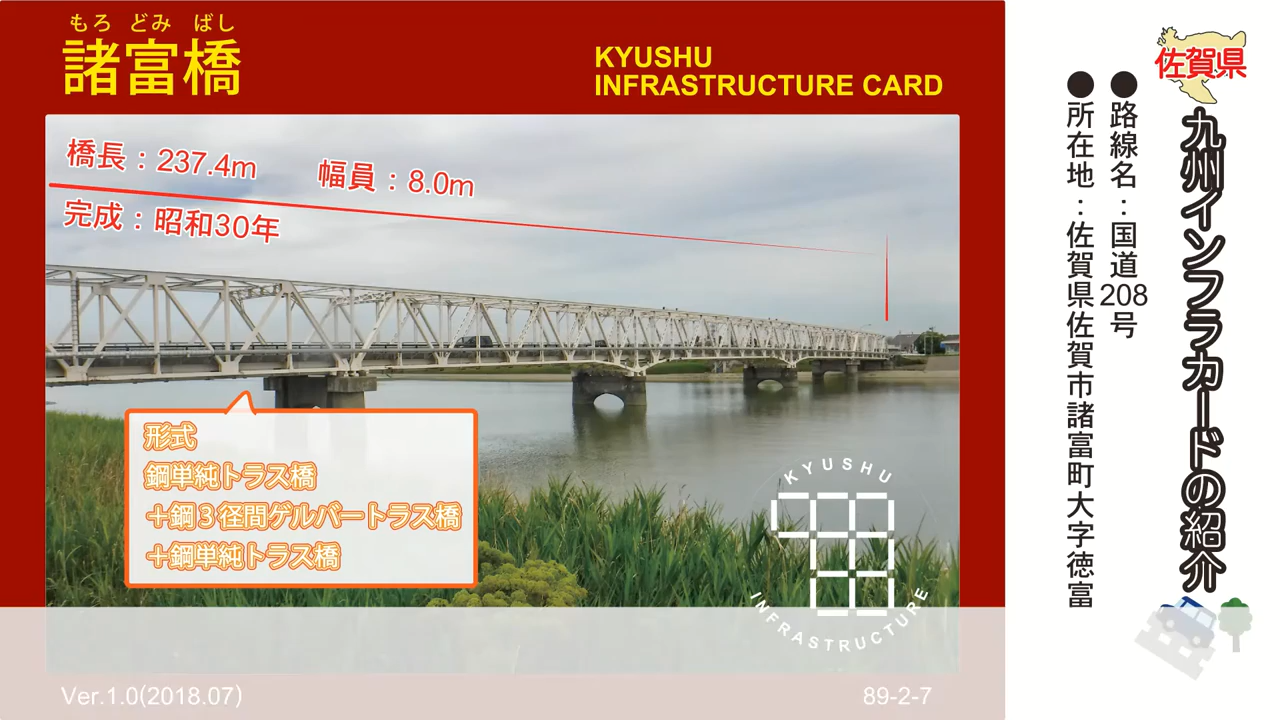 もろ どみ ばし
諸富橋
KYUSHU
INFRASTRUCTURE CARD
橋長：237.4m 幅員：8.0m
完成：昭和30年
形式
鋼単純トラス橋
＋鋼３径間ゲルバートラス橋
＋鋼単純トラス橋
KYUSHU
INFRASTRUCTURE
Ver.1.0(2018.07)
89-2-7
佐賀県
九州インフラカードの紹介
●路線名：国道208号
●所在地：佐賀県佐賀市諸富町大字徳富